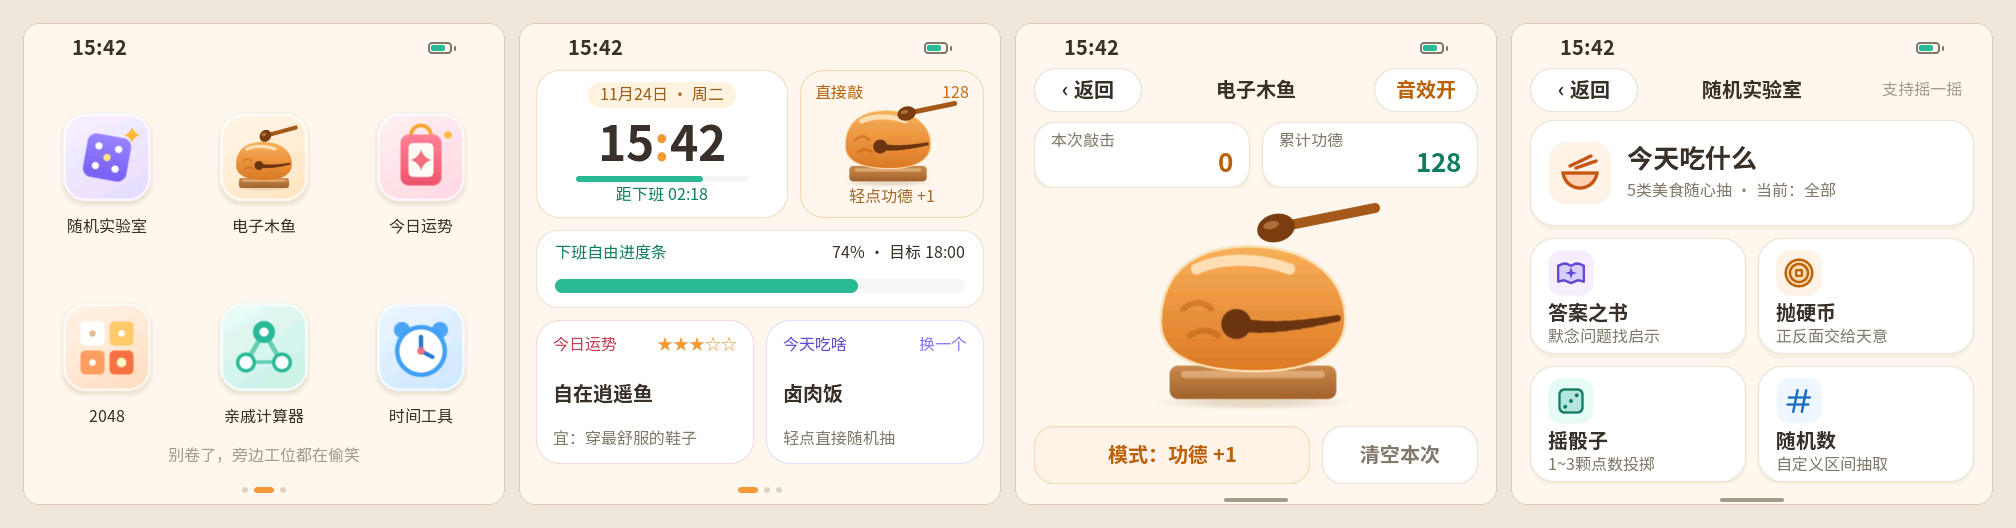 15:42
随机实验室
电子木鱼
今日运势
2048
亲戚计算器
时间工具
别卷了，旁边工位都在偷笑
15:42
11月24日 · 周二
15:42
距下班 02:18
直接敲
128
轻点功德 +1
下班自由进度条
74% · 目标 18:00
今日运势
★★★☆☆
自在逍遥鱼
宜：穿最舒服的鞋子
今天吃啥
换一个
卤肉饭
轻点直接随机抽
15:42
‹ 返回
电子木鱼
音效开
本次敲击
0
累计功德
128
模式：功德 +1
清空本次
15:42
‹ 返回
随机实验室
支持摇一摇
今天吃什么
5类美食随心抽 · 当前：全部
答案之书
默念问题找启示
抛硬币
正反面交给天意
摇骰子
1~3颗点数投掷
随机数
自定义区间抽取